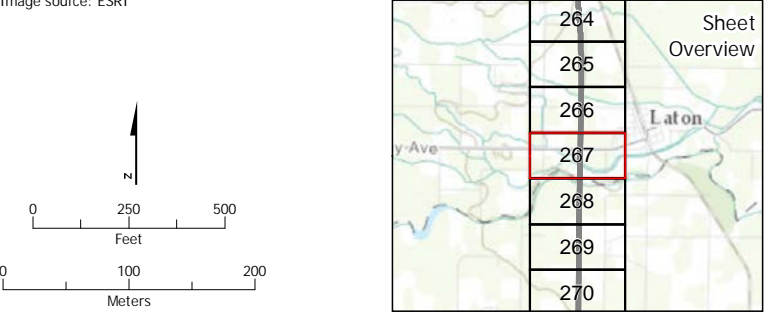 Image source: ESRI
N
0 250 500
Feet
0 100 200
Meters
Sheet
Overview
264
265
266
Laton
y Ave
267
268
269
270